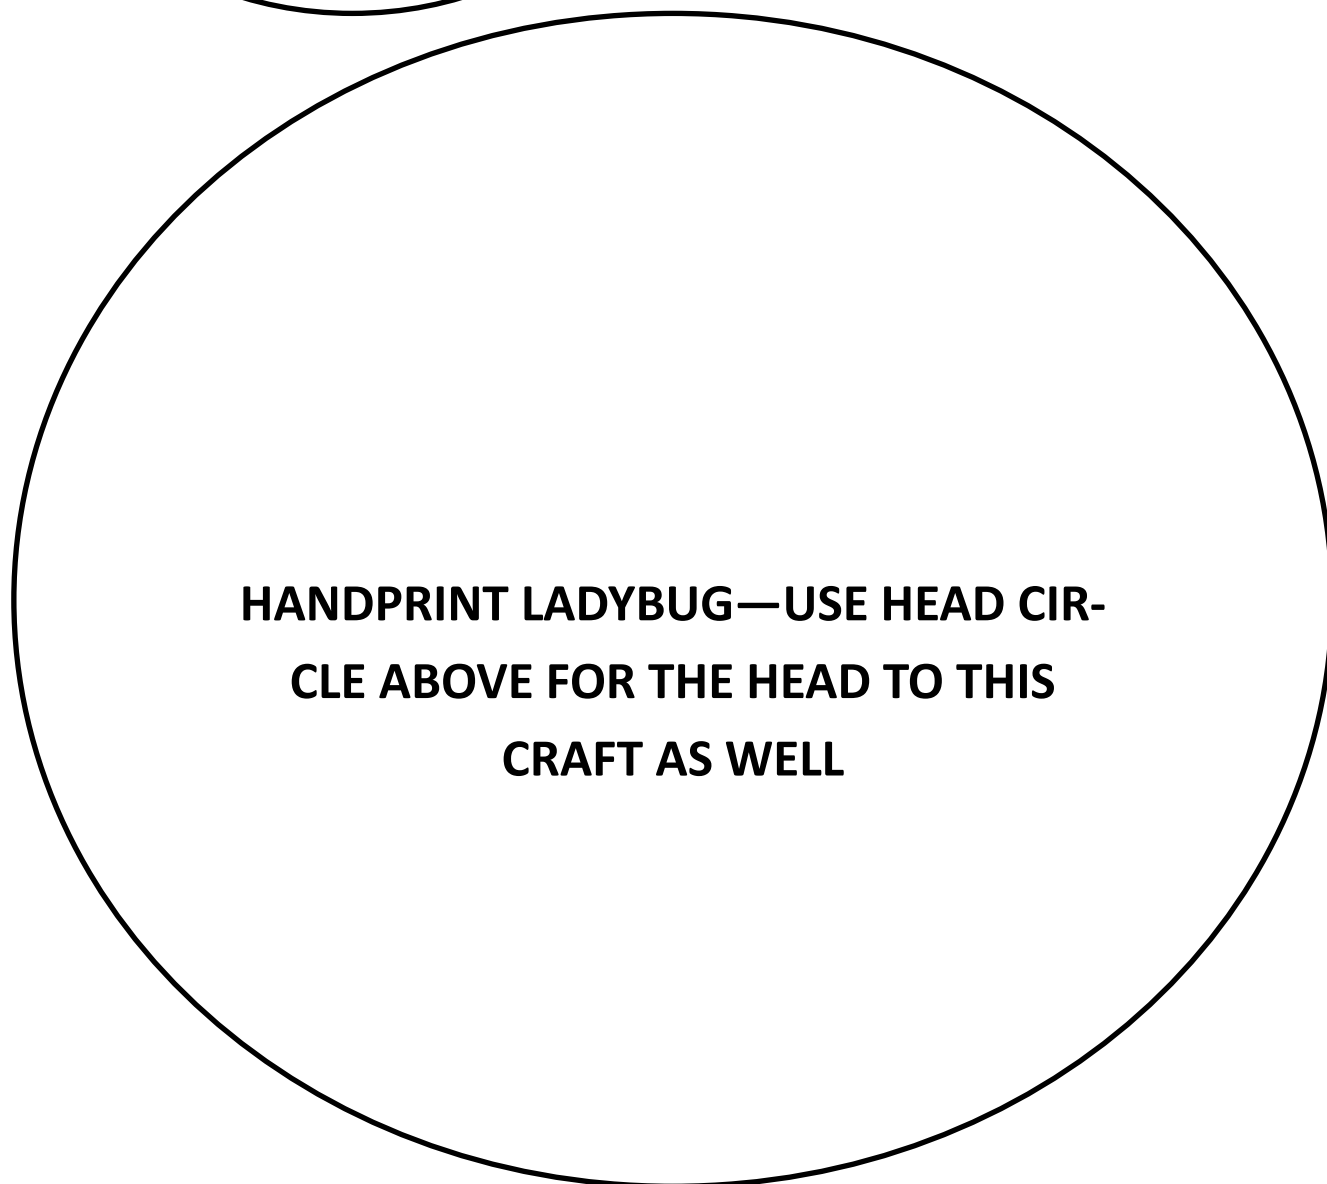 HANDPRINT LADYBUG—USE HEAD CIR-
CLE ABOVE FOR THE HEAD TO THIS
CRAFT AS WELL